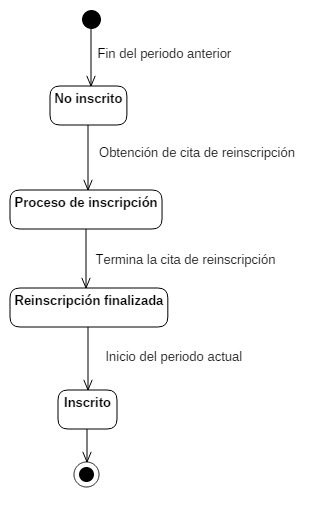 Fin del periodo anterior
No inscrito
Obtención de cita de reinscripción
Proceso de inscripción
Termina la cita de reinscripción
Reinscripción finalizada
Inicio del periodo actual
Inscrito